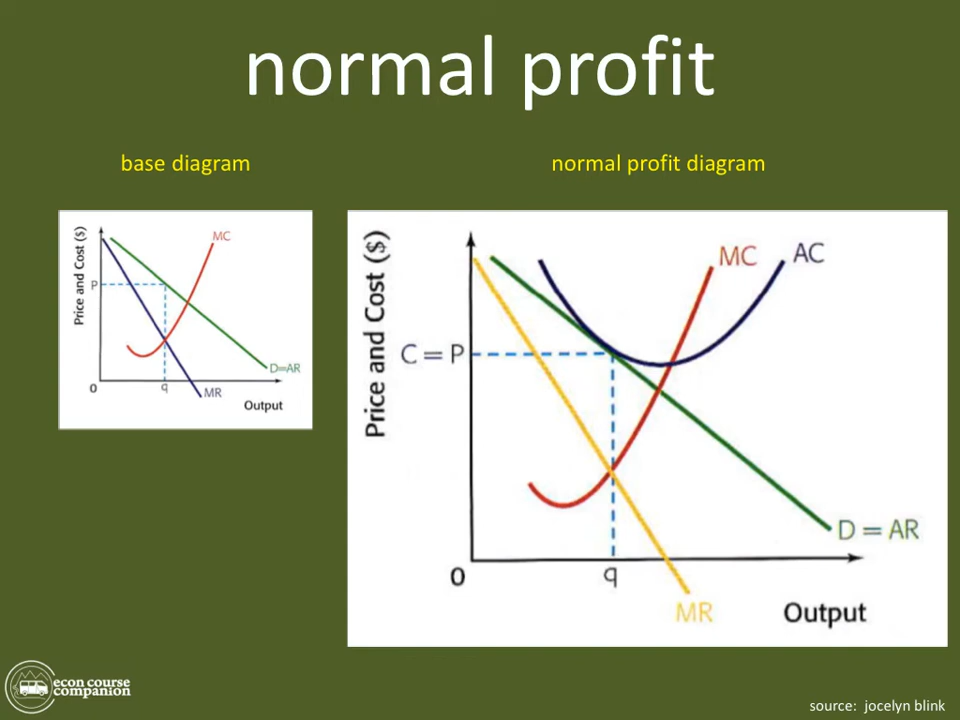 normal profit
base diagram
normal profit diagram
Price and Cost ($)
MC
P
D=AR
0
q
MR
Output
Price and Cost ($)
MC
AC
C = P
D = AR
0
q
MR
Output
econ course
companion
source: jocelyn blink